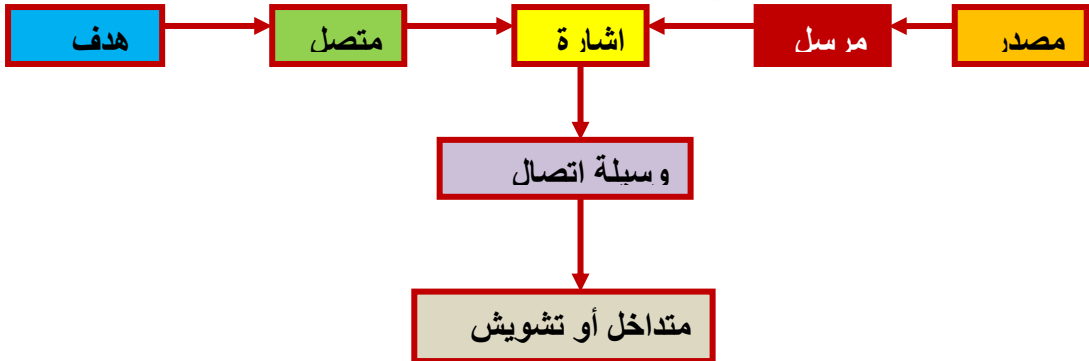 مصدر
مرسل
اشارة
متصل
هدف
وسيلة اتصال
متداخل أو تشويش